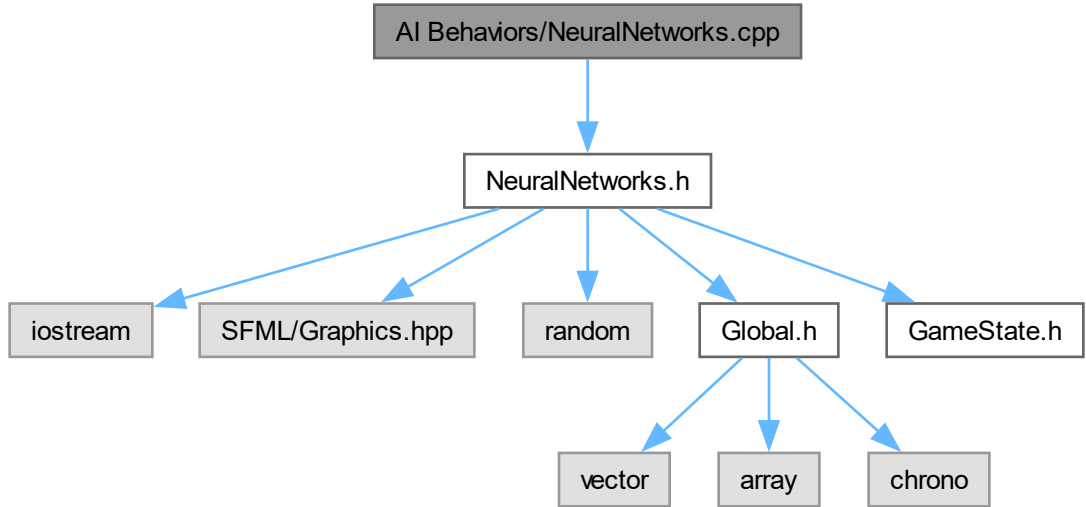 AI Behaviors/NeuralNetworks.cpp
NeuralNetworks.h
iostream
SFML/Graphics.hpp
random
Global.h
GameState.h
vector
array
chrono